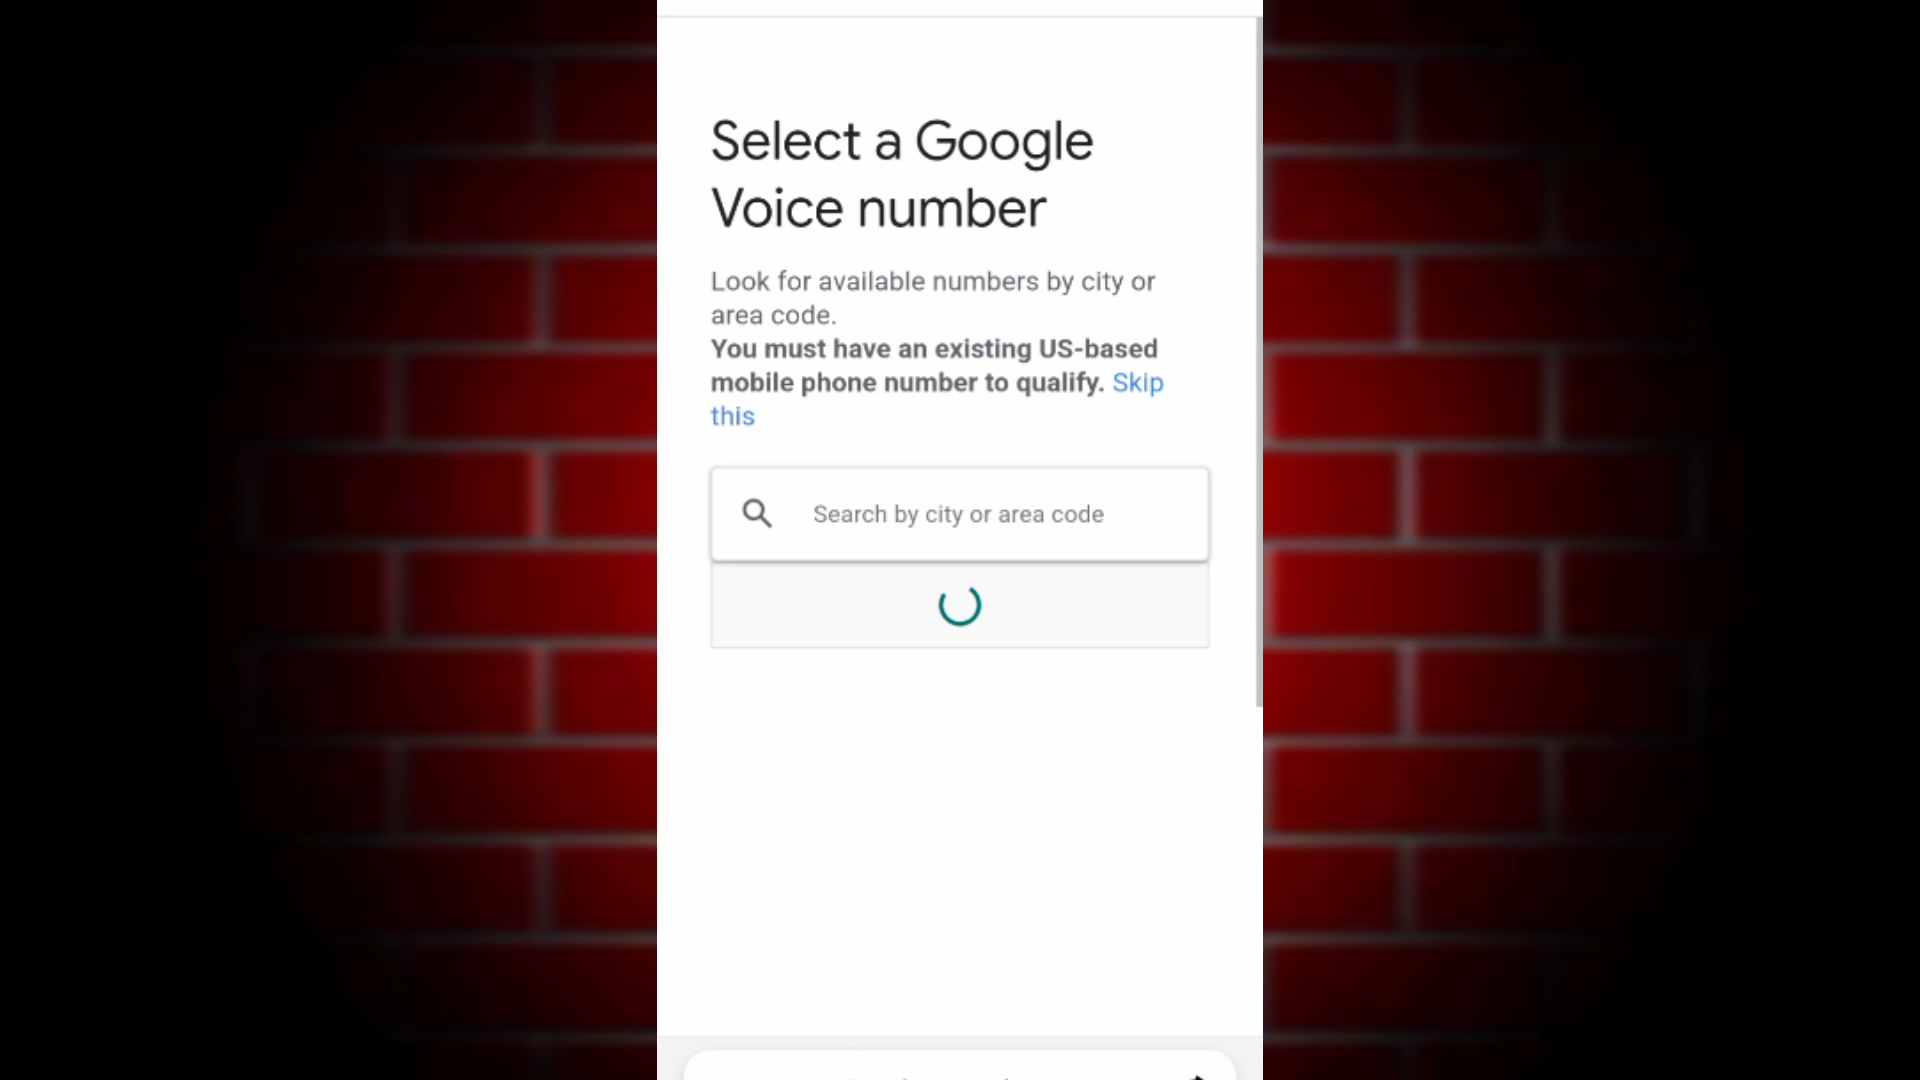 Select a Google
Voice number
Look for available numbers by city or
area code.
You must have an existing US-based
mobile phone number to qualify. Skip
this
Search by city or area code